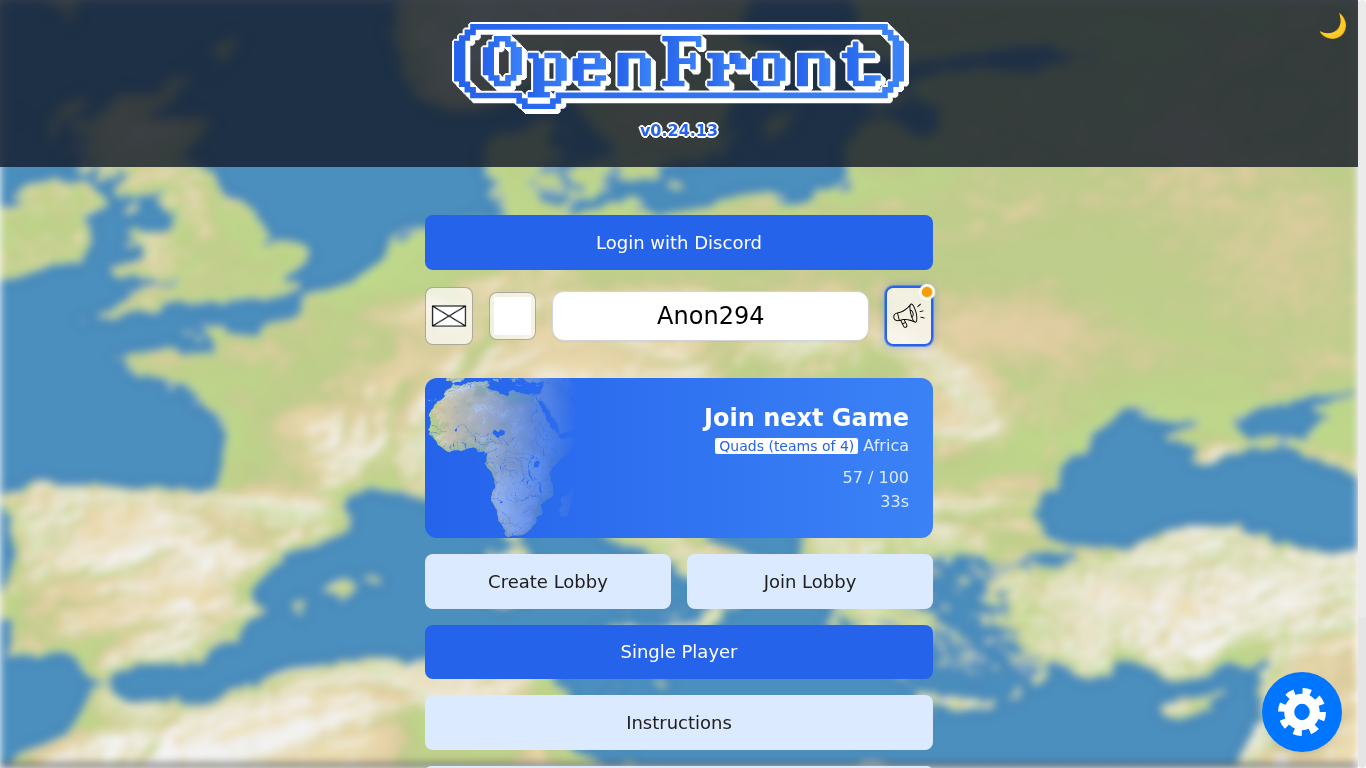 OpenFront
v0.24.13
Login with Discord
Anon294
Join next Game
Quads (teams of 4) Africa
57 / 100
33s
Create Lobby
Join Lobby
Single Player
Instructions